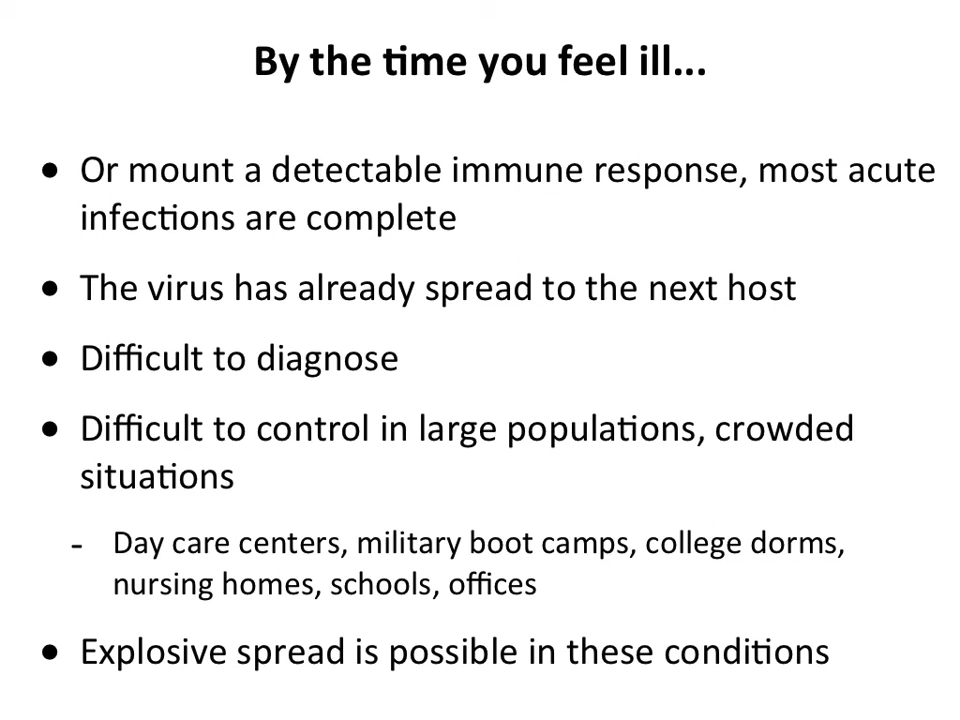 By the time you feel ill...
● Or mount a detectable immune response, most acute
infections are complete
● The virus has already spread to the next host
● Difficult to diagnose
● Difficult to control in large populations, crowded
situations
- Day care centers, military boot camps, college dorms,
nursing homes, schools, offices
● Explosive spread is possible in these conditions